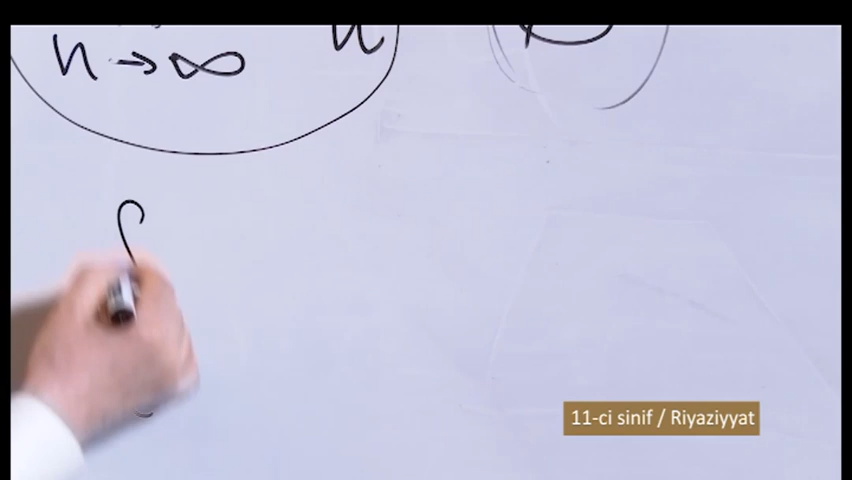 n
n → ∞
∫
11-ci sinif / Riyaziyyat